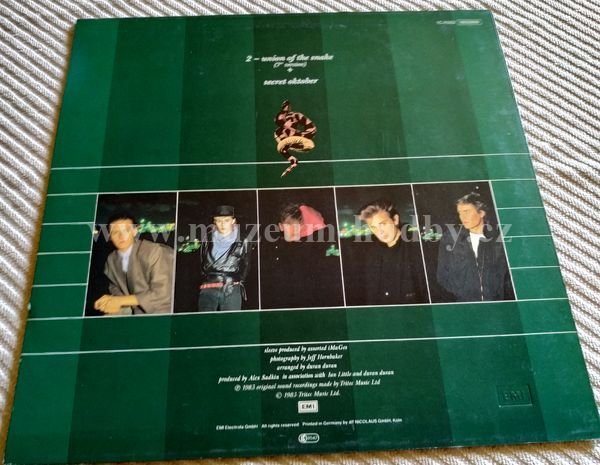 2 – union of the snake
(7" version)
+
secret oktober
www.muzeum-hudby.cz
sleeve produced by assorted iMaGes
photography by Jeff Hornbaker
arranged by duran duran
produced by Alex Sadkin in association with Ian Little and duran duran
℗ 1983 original sound recordings made by Tritec Music Ltd
© 1983 Tritec Music Ltd.
EMI
EMI
EMI Electrola GmbH All rights reserved Printed in Germany by 4P NICOLAUS GmbH, Köln